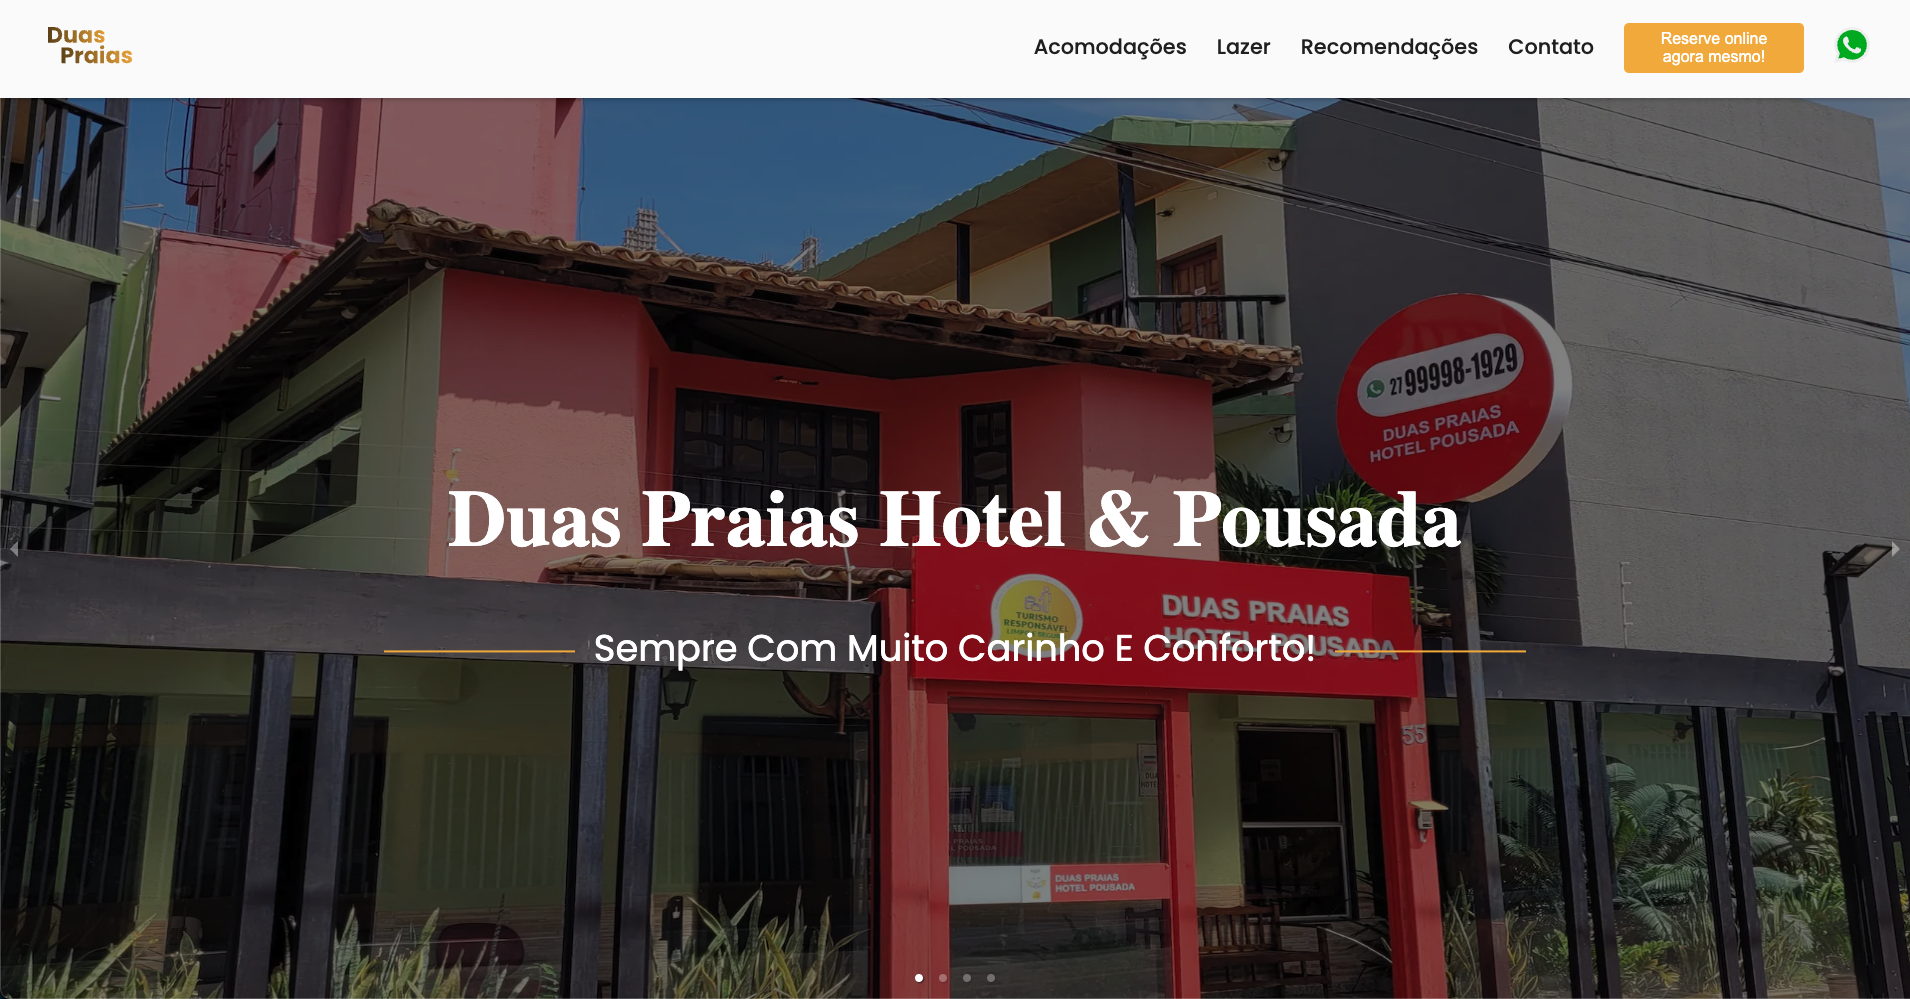 Duas
Praias
Acomodações
Lazer
Recomendações
Contato
Reserve online
agora mesmo!
27 99998-1929
DUAS PRAIAS
HOTEL POUSADA
Duas Praias Hotel & Pousada
TURISMO
RESPONSÁVEL
DUAS PRAIAS
HOTEL POUSADA
Sempre Com Muito Carinho E Conforto!
55
DUAS PRAIAS
HOTEL POUSADA